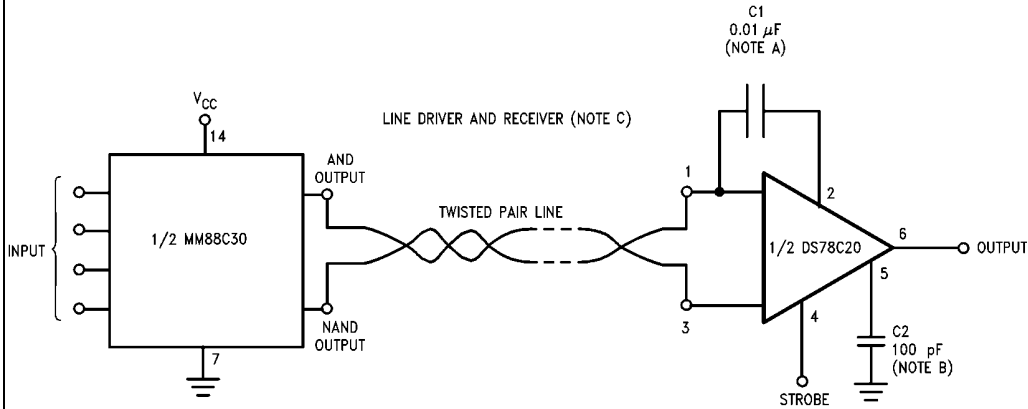 C1
0.01 μF
(NOTE A)
VCC
14
LINE DRIVER AND RECEIVER (NOTE C)
AND
OUTPUT
1
2
TWISTED PAIR LINE
INPUT
1/2 MM88C30
1/2 DS78C20
6
OUTPUT
5
3
4
NAND
OUTPUT
7
C2
100 pF
(NOTE B)
STROBE